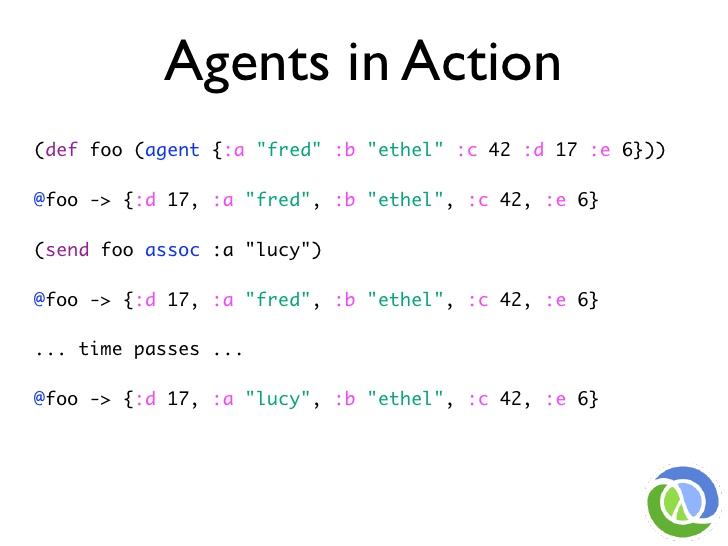 Agents in Action
(def foo (agent {:a "fred" :b "ethel" :c 42 :d 17 :e 6}))
@foo -> {:d 17, :a "fred", :b "ethel", :c 42, :e 6}
(send foo assoc :a "lucy")
@foo -> {:d 17, :a "fred", :b "ethel", :c 42, :e 6}
... time passes ...
@foo -> {:d 17, :a "lucy", :b "ethel", :c 42, :e 6}